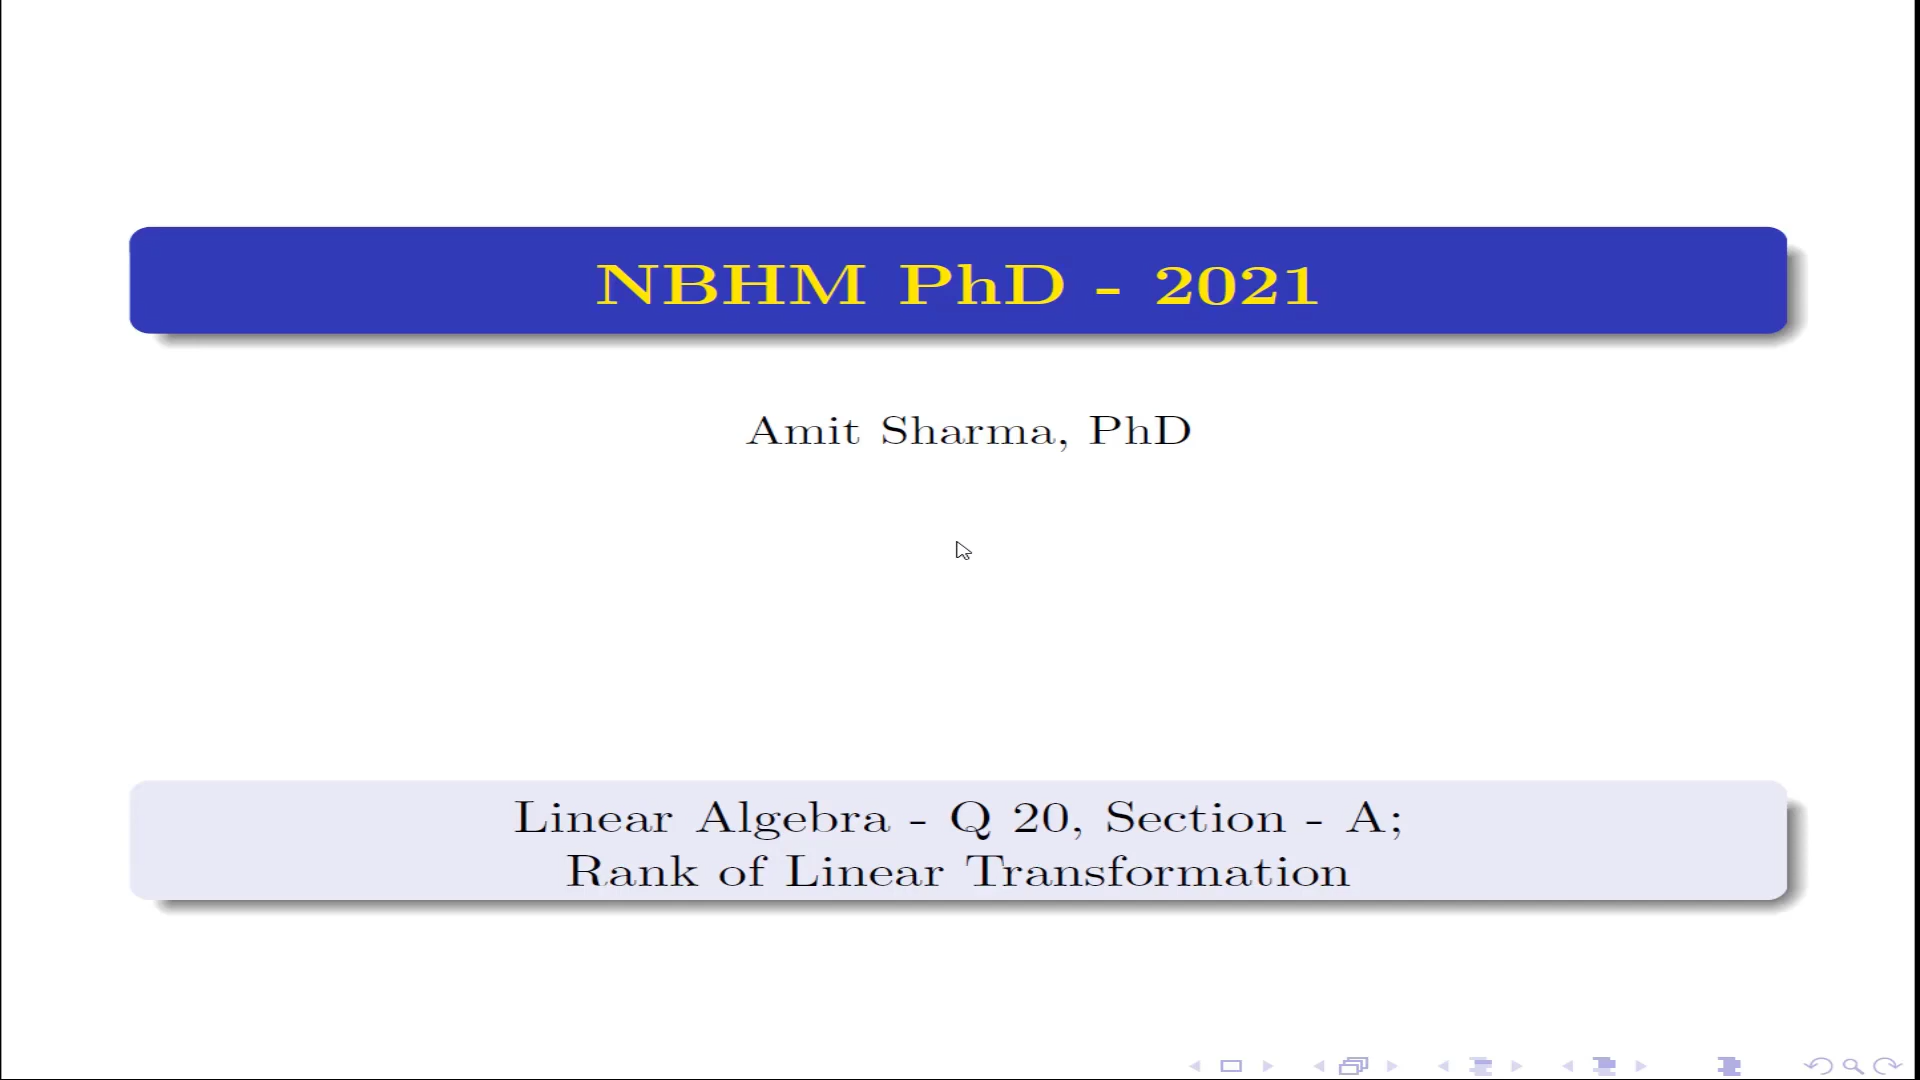 NBHM PhD - 2021
Amit Sharma, PhD
Linear Algebra - Q 20, Section - A;
Rank of Linear Transformation